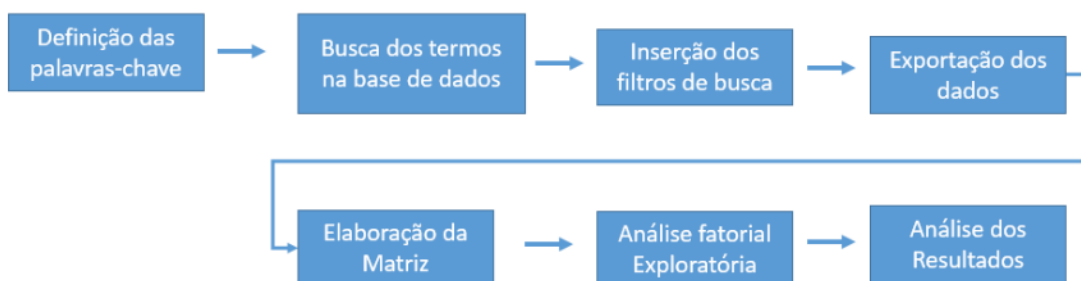 Definição das
palavras-chave
Busca dos termos
na base de dados
Inserção dos
filtros de busca
Exportação dos
dados
Elaboração da
Matriz
Análise fatorial
Exploratória
Análise dos
Resultados